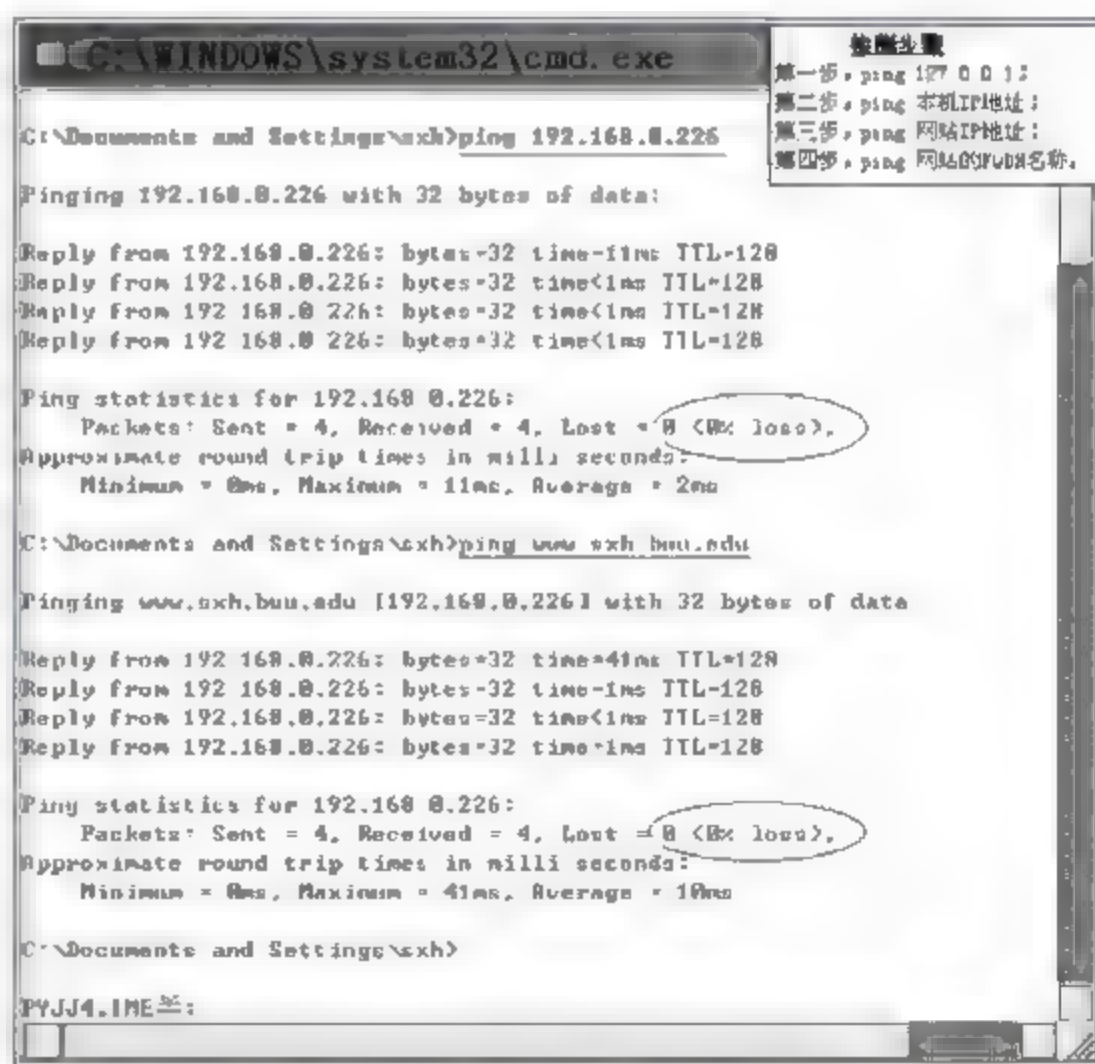 C:\WINDOWS\system32\cmd.exe
检测步骤
第一步,ping 127.0.0.1;
第二步,ping 本机IP地址;
第三步,ping 网站IP地址;
第四步,ping 网站的FQDN名称。
C:\Documents and Settings\sxh>ping 192.168.0.226
Pinging 192.168.0.226 with 32 bytes of data:
Reply from 192.168.0.226: bytes=32 time=11ms TTL=128
Reply from 192.168.0.226: bytes=32 time<1ms TTL=128
Reply from 192.168.0.226: bytes=32 time<1ms TTL=128
Reply from 192.168.0.226: bytes=32 time<1ms TTL=128
Ping statistics for 192.168.0.226:
Packets: Sent = 4, Received = 4, Lost = 0 (0% loss),
Approximate round trip times in milli-seconds:
Minimum = 0ms, Maximum = 11ms, Average = 2ms
C:\Documents and Settings\sxh>ping www.sxh.buu.edu
Pinging www.sxh.buu.edu [192.168.0.226] with 32 bytes of data
Reply from 192.168.0.226: bytes=32 time=41ms TTL=128
Reply from 192.168.0.226: bytes=32 time=1ms TTL=128
Reply from 192.168.0.226: bytes=32 time<1ms TTL=128
Reply from 192.168.0.226: bytes=32 time=1ms TTL=128
Ping statistics for 192.168.0.226:
Packets: Sent = 4, Received = 4, Lost = 0 (0% loss),
Approximate round trip times in milli-seconds:
Minimum = 0ms, Maximum = 41ms, Average = 10ms
C:\Documents and Settings\sxh>
PYJJ4.IME半: